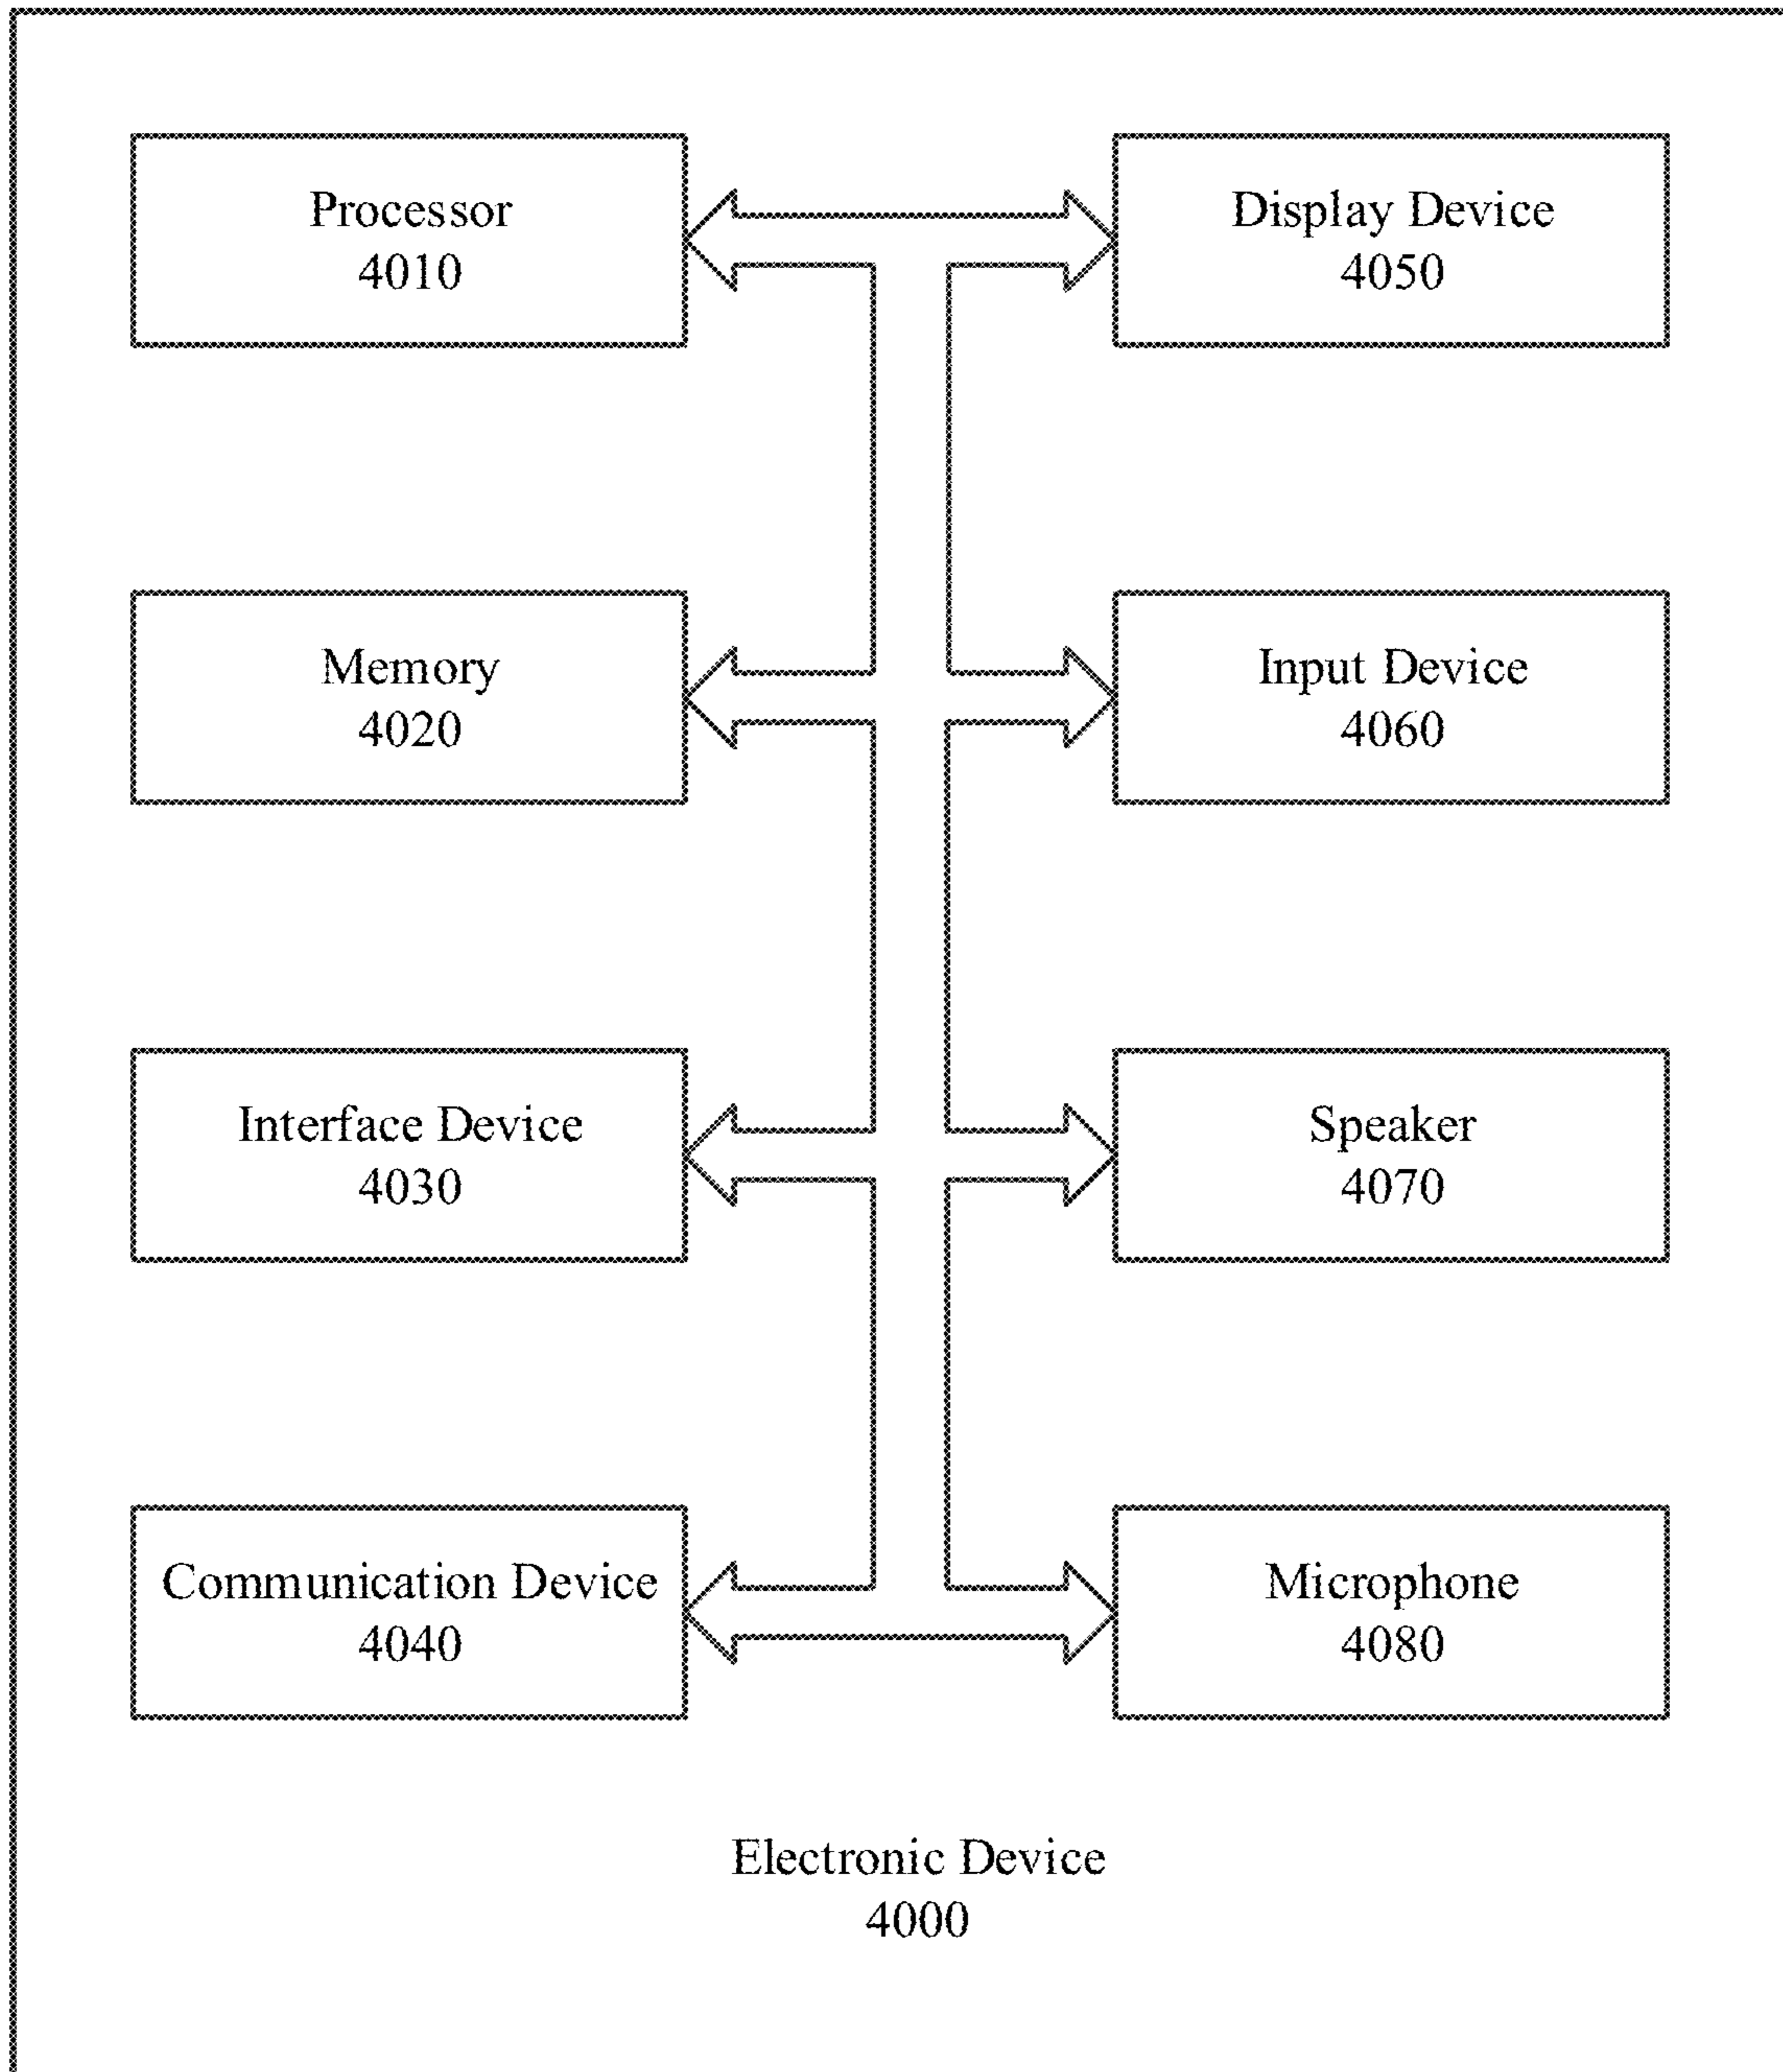 Processor
4010
Display Device
4050
Memory
4020
Input Device
4060
Interface Device
4030
Speaker
4070
Communication Device
4040
Microphone
4080
Electronic Device
4000